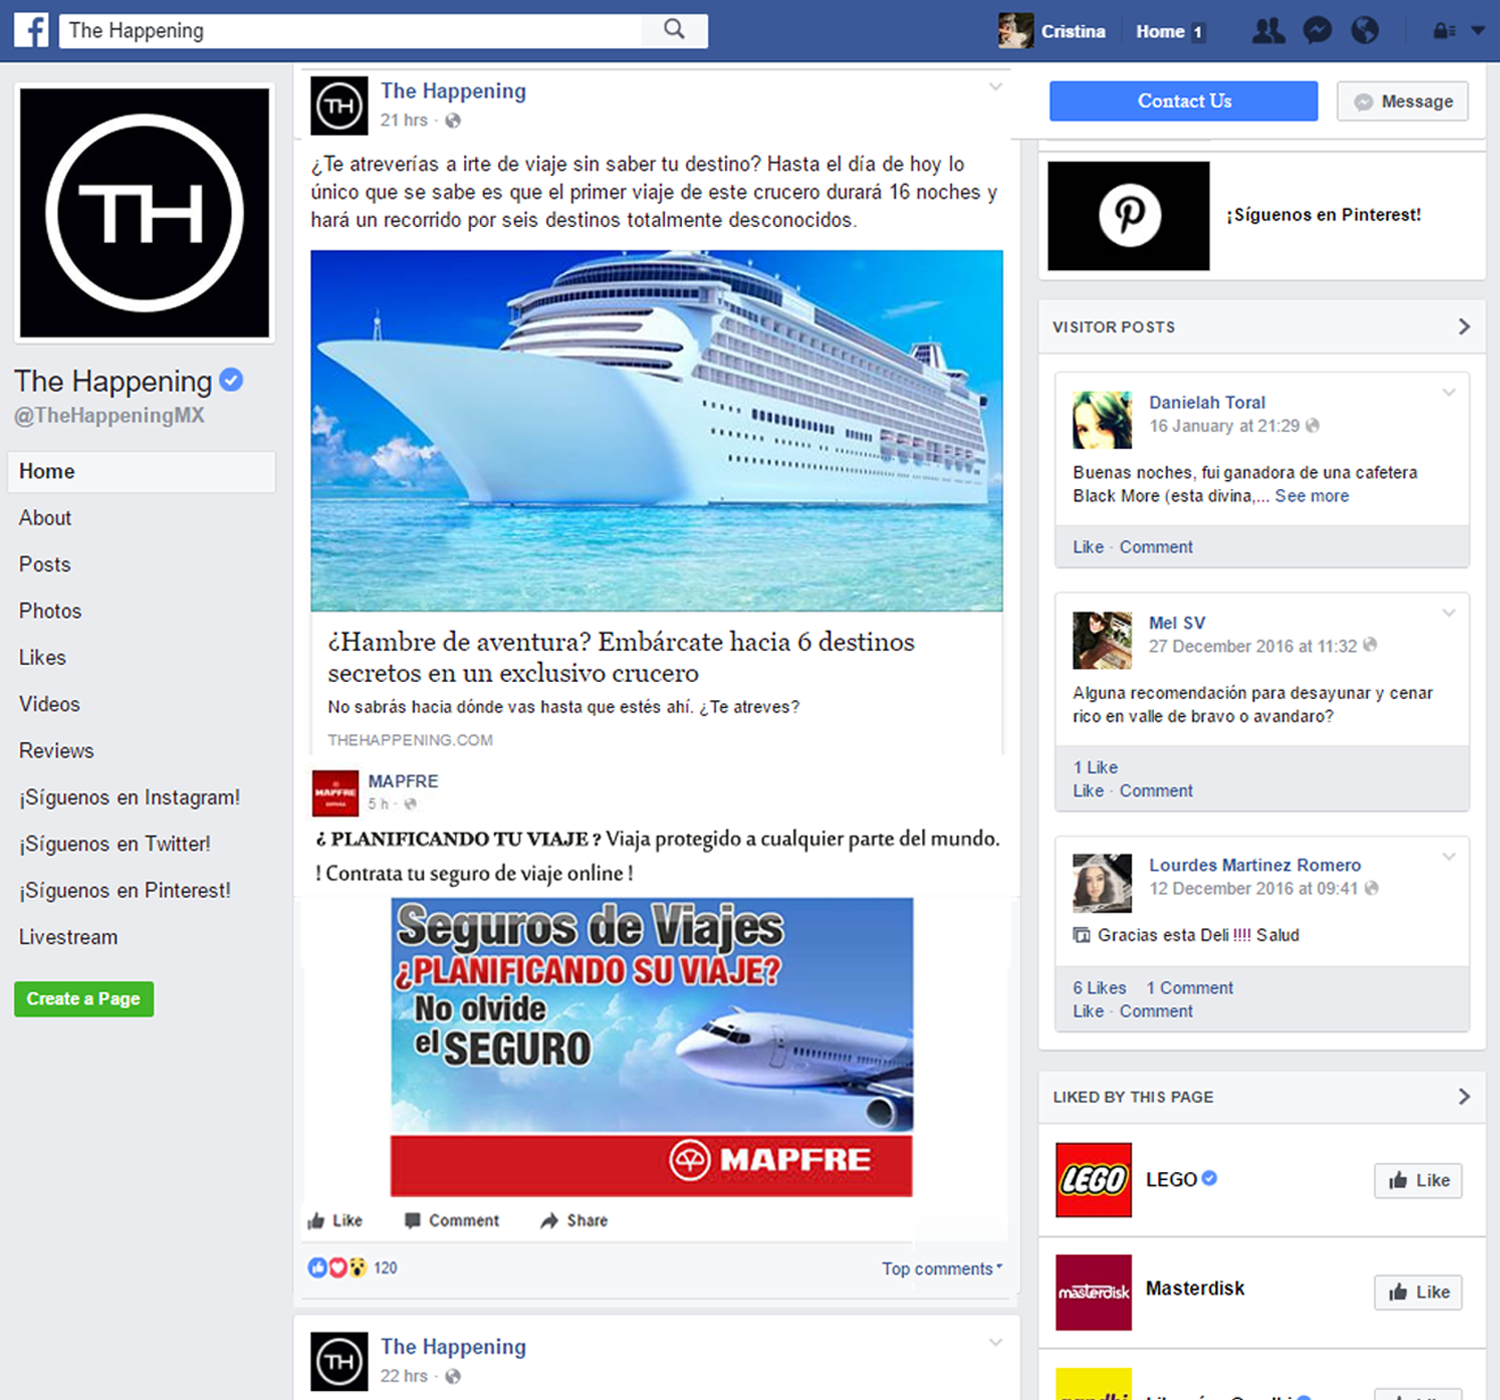 The Happening
Cristina
Home 1
TH
The Happening
@TheHappeningMX
Home
About
Posts
Photos
Likes
Videos
Reviews
¡Síguenos en Instagram!
¡Síguenos en Twitter!
¡Síguenos en Pinterest!
Livestream
Create a Page
TH
The Happening
21 hrs ·
¿Te atreverías a irte de viaje sin saber tu destino? Hasta el día de hoy lo
único que se sabe es que el primer viaje de este crucero durará 16 noches y
hará un recorrido por seis destinos totalmente desconocidos.
¿Hambre de aventura? Embárcate hacia 6 destinos
secretos en un exclusivo crucero
No sabrás hacia dónde vas hasta que estés ahí. ¿Te atreves?
THEHAPPENING.COM
MAPFRE
ESPAÑA
MAPFRE
5 h ·
¿ PLANIFICANDO TU VIAJE ? Viaja protegido a cualquier parte del mundo.
! Contrata tu seguro de viaje online !
Seguros de Viajes
¿PLANIFICANDO SU VIAJE?
No olvide
el SEGURO
MAPFRE
Like Comment Share
120
Top comments
TH
The Happening
22 hrs ·
Contact Us
Message
¡Síguenos en Pinterest!
VISITOR POSTS
Danielah Toral
16 January at 21:29
Buenas noches, fui ganadora de una cafetera
Black More (esta divina,... See more
Like · Comment
Mel SV
27 December 2016 at 11:32
Alguna recomendación para desayunar y cenar
rico en valle de bravo o avandaro?
1 Like
Like · Comment
Lourdes Martinez Romero
12 December 2016 at 09:41
Gracias esta Deli !!!! Salud
6 Likes 1 Comment
Like · Comment
LIKED BY THIS PAGE
LEGO
LEGO
Like
masterdisk
Masterdisk
Like